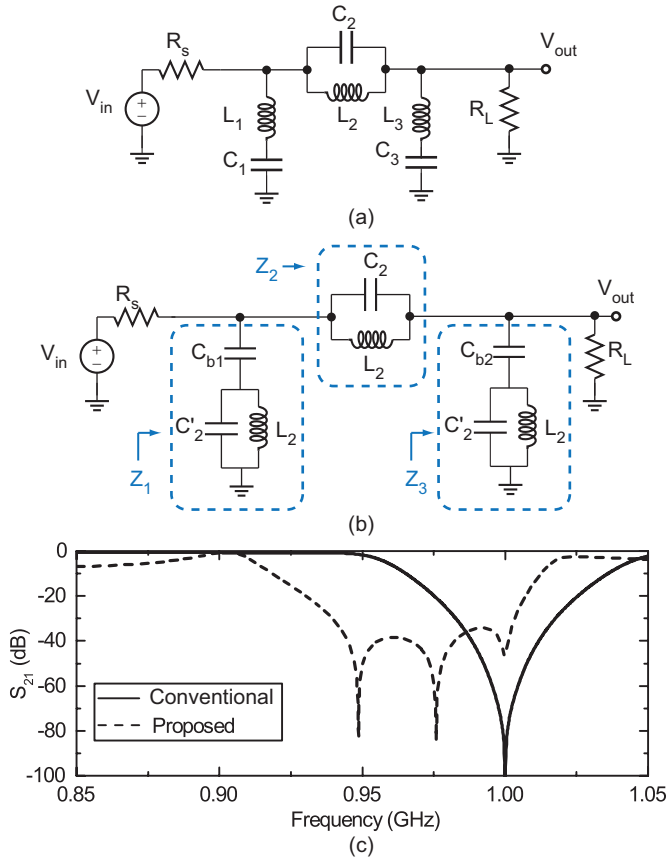 C2
Rs
Vout
Vin
L1
L2
L3
RL
C1
C3
(a)
Z2
C2
Rs
Vout
Vin
Cb1
L2
Cb2
RL
C'2
L2
C'2
L2
Z1
Z3
(b)
0
-20
-40
-60
-80
-100
S21 (dB)
Conventional
Proposed
0.85
0.90
0.95
1.00
1.05
Frequency (GHz)
(c)